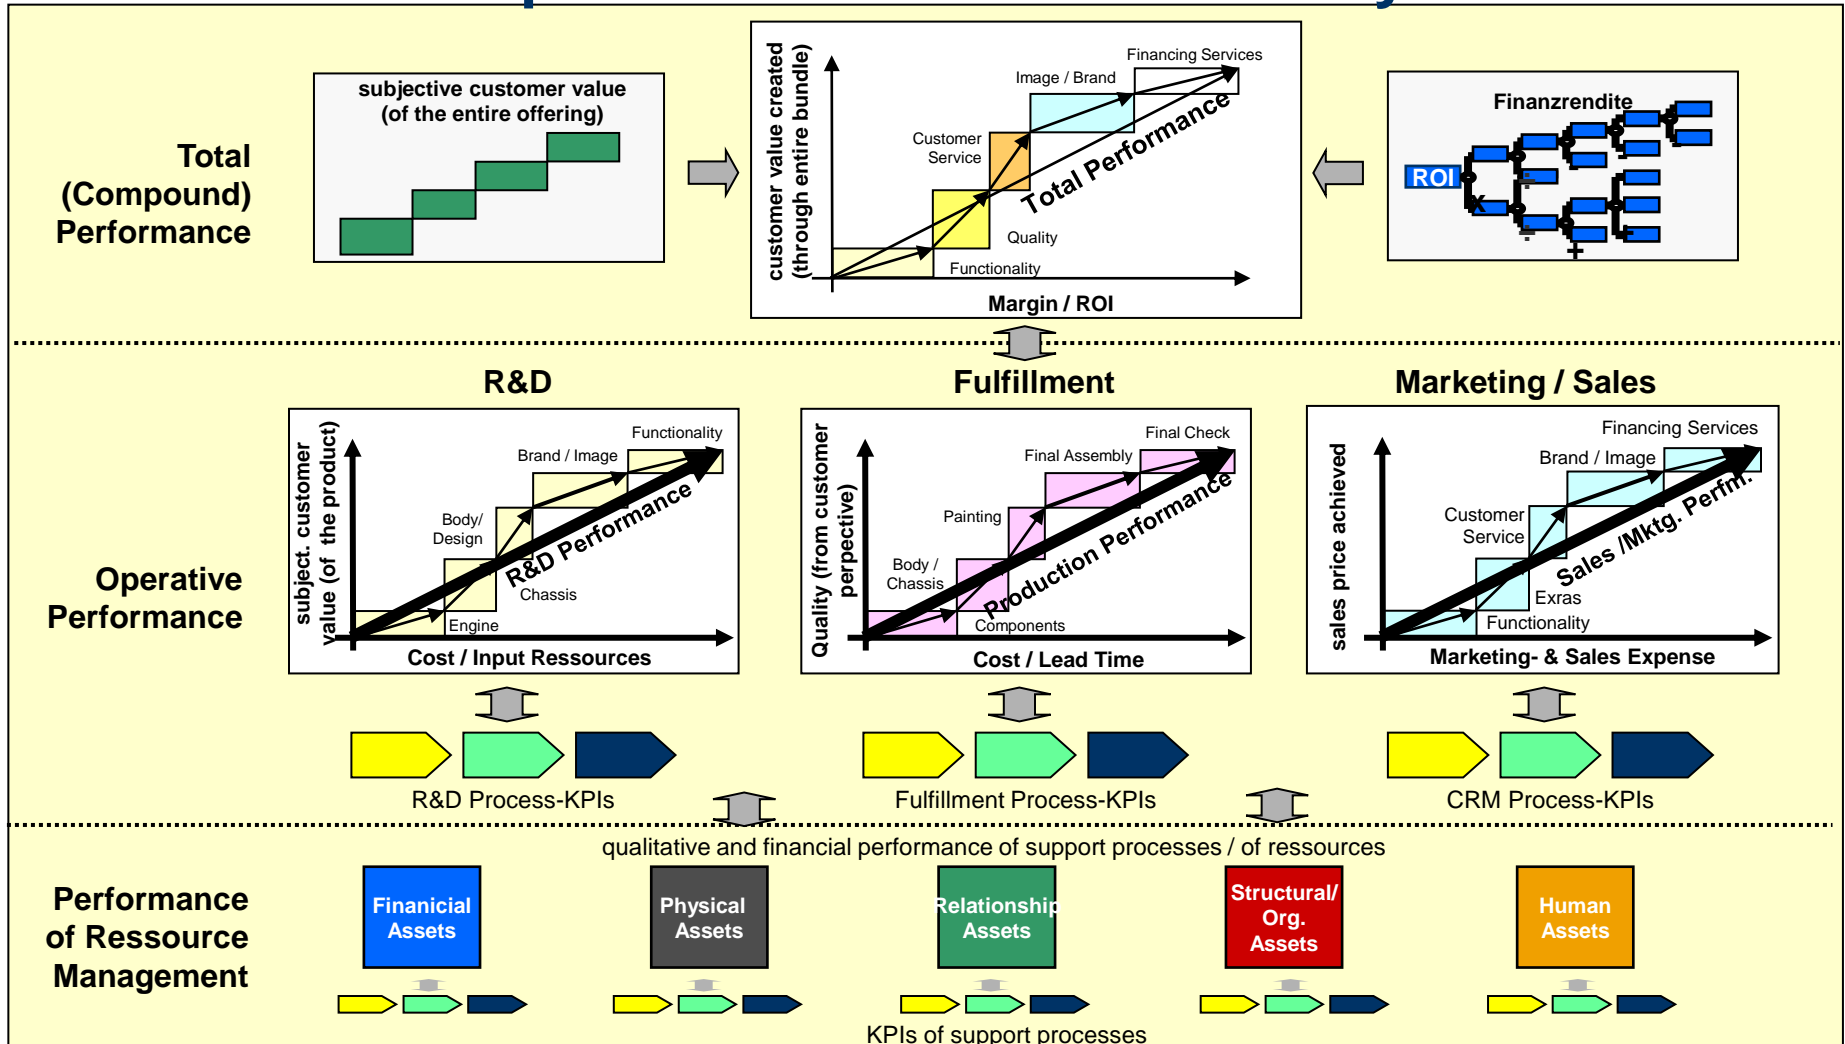 subjective customer value
(of the entire offering)
customer value created
(through entire bundle)
Financing Services
Image / Brand
Customer
Service
Total Performance
Quality
Functionality
Margin / ROI
Finanzrendite
ROI
x
÷
÷
+
+
Total
(Compound)
Performance
R&D
Fulfillment
Marketing / Sales
Operative
Performance
subject. customer
value (of the product)
Functionality
Brand / Image
Body/
Design
R&D Performance
Chassis
Engine
Cost / Input Ressources
Quality (from customer
perpective)
Final Check
Final Assembly
Painting
Body /
Chassis
Production Performance
Components
Cost / Lead Time
sales price achieved
Financing Services
Brand / Image
Customer
Service
Sales /Mktg. Perfm.
Exras
Functionality
Marketing- & Sales Expense
R&D Process-KPIs
Fulfillment Process-KPIs
CRM Process-KPIs
qualitative and financial performance of support processes / of ressources
Performance
of Ressource
Management
Finanicial
Assets
Physical
Assets
Relationship
Assets
Structural/
Org.
Assets
Human
Assets
KPIs of support processes